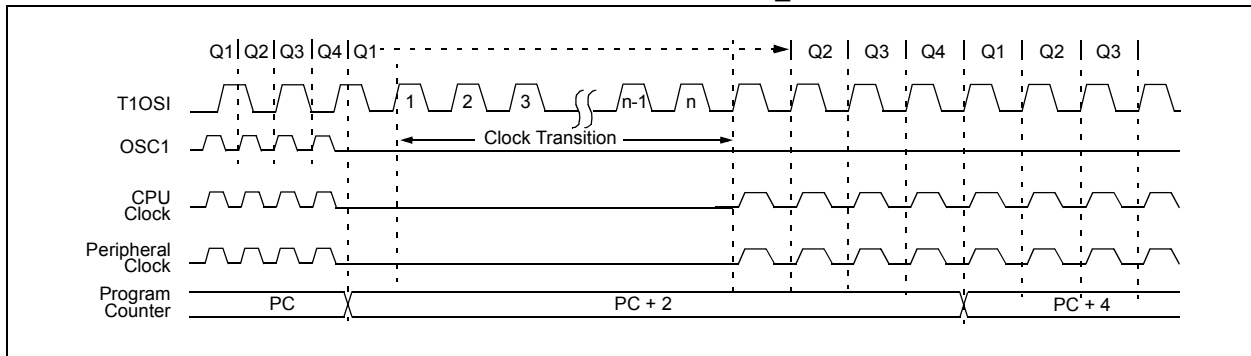 Q1 Q2 Q3 Q4 Q1 Q2 Q3 Q4 Q1 Q2 Q3
T1OSI
1 2 3 n-1 n
Clock Transition
OSC1
CPU
Clock
Peripheral
Clock
Program
Counter
PC PC + 2 PC + 4